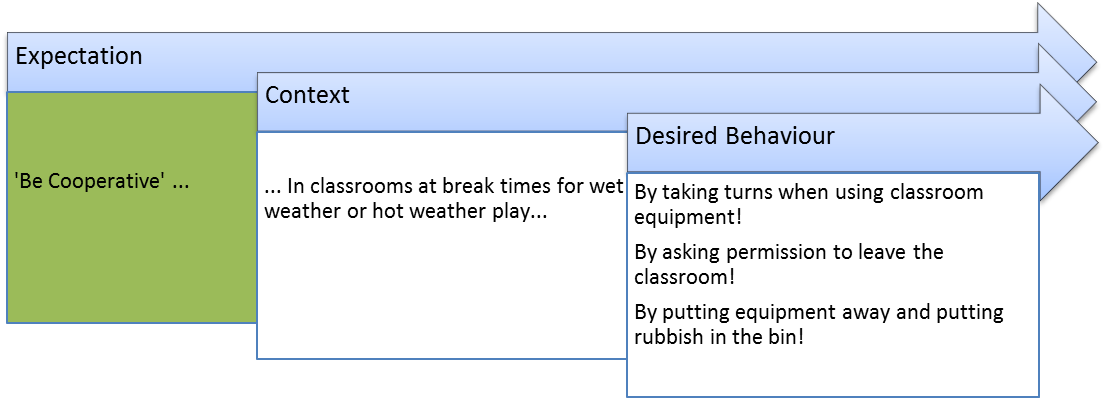 Expectation
'Be Cooperative' ...
Context
... In classrooms at break times for wet
weather or hot weather play...
Desired Behaviour
By taking turns when using classroom
equipment!
By asking permission to leave the
classroom!
By putting equipment away and putting
rubbish in the bin!